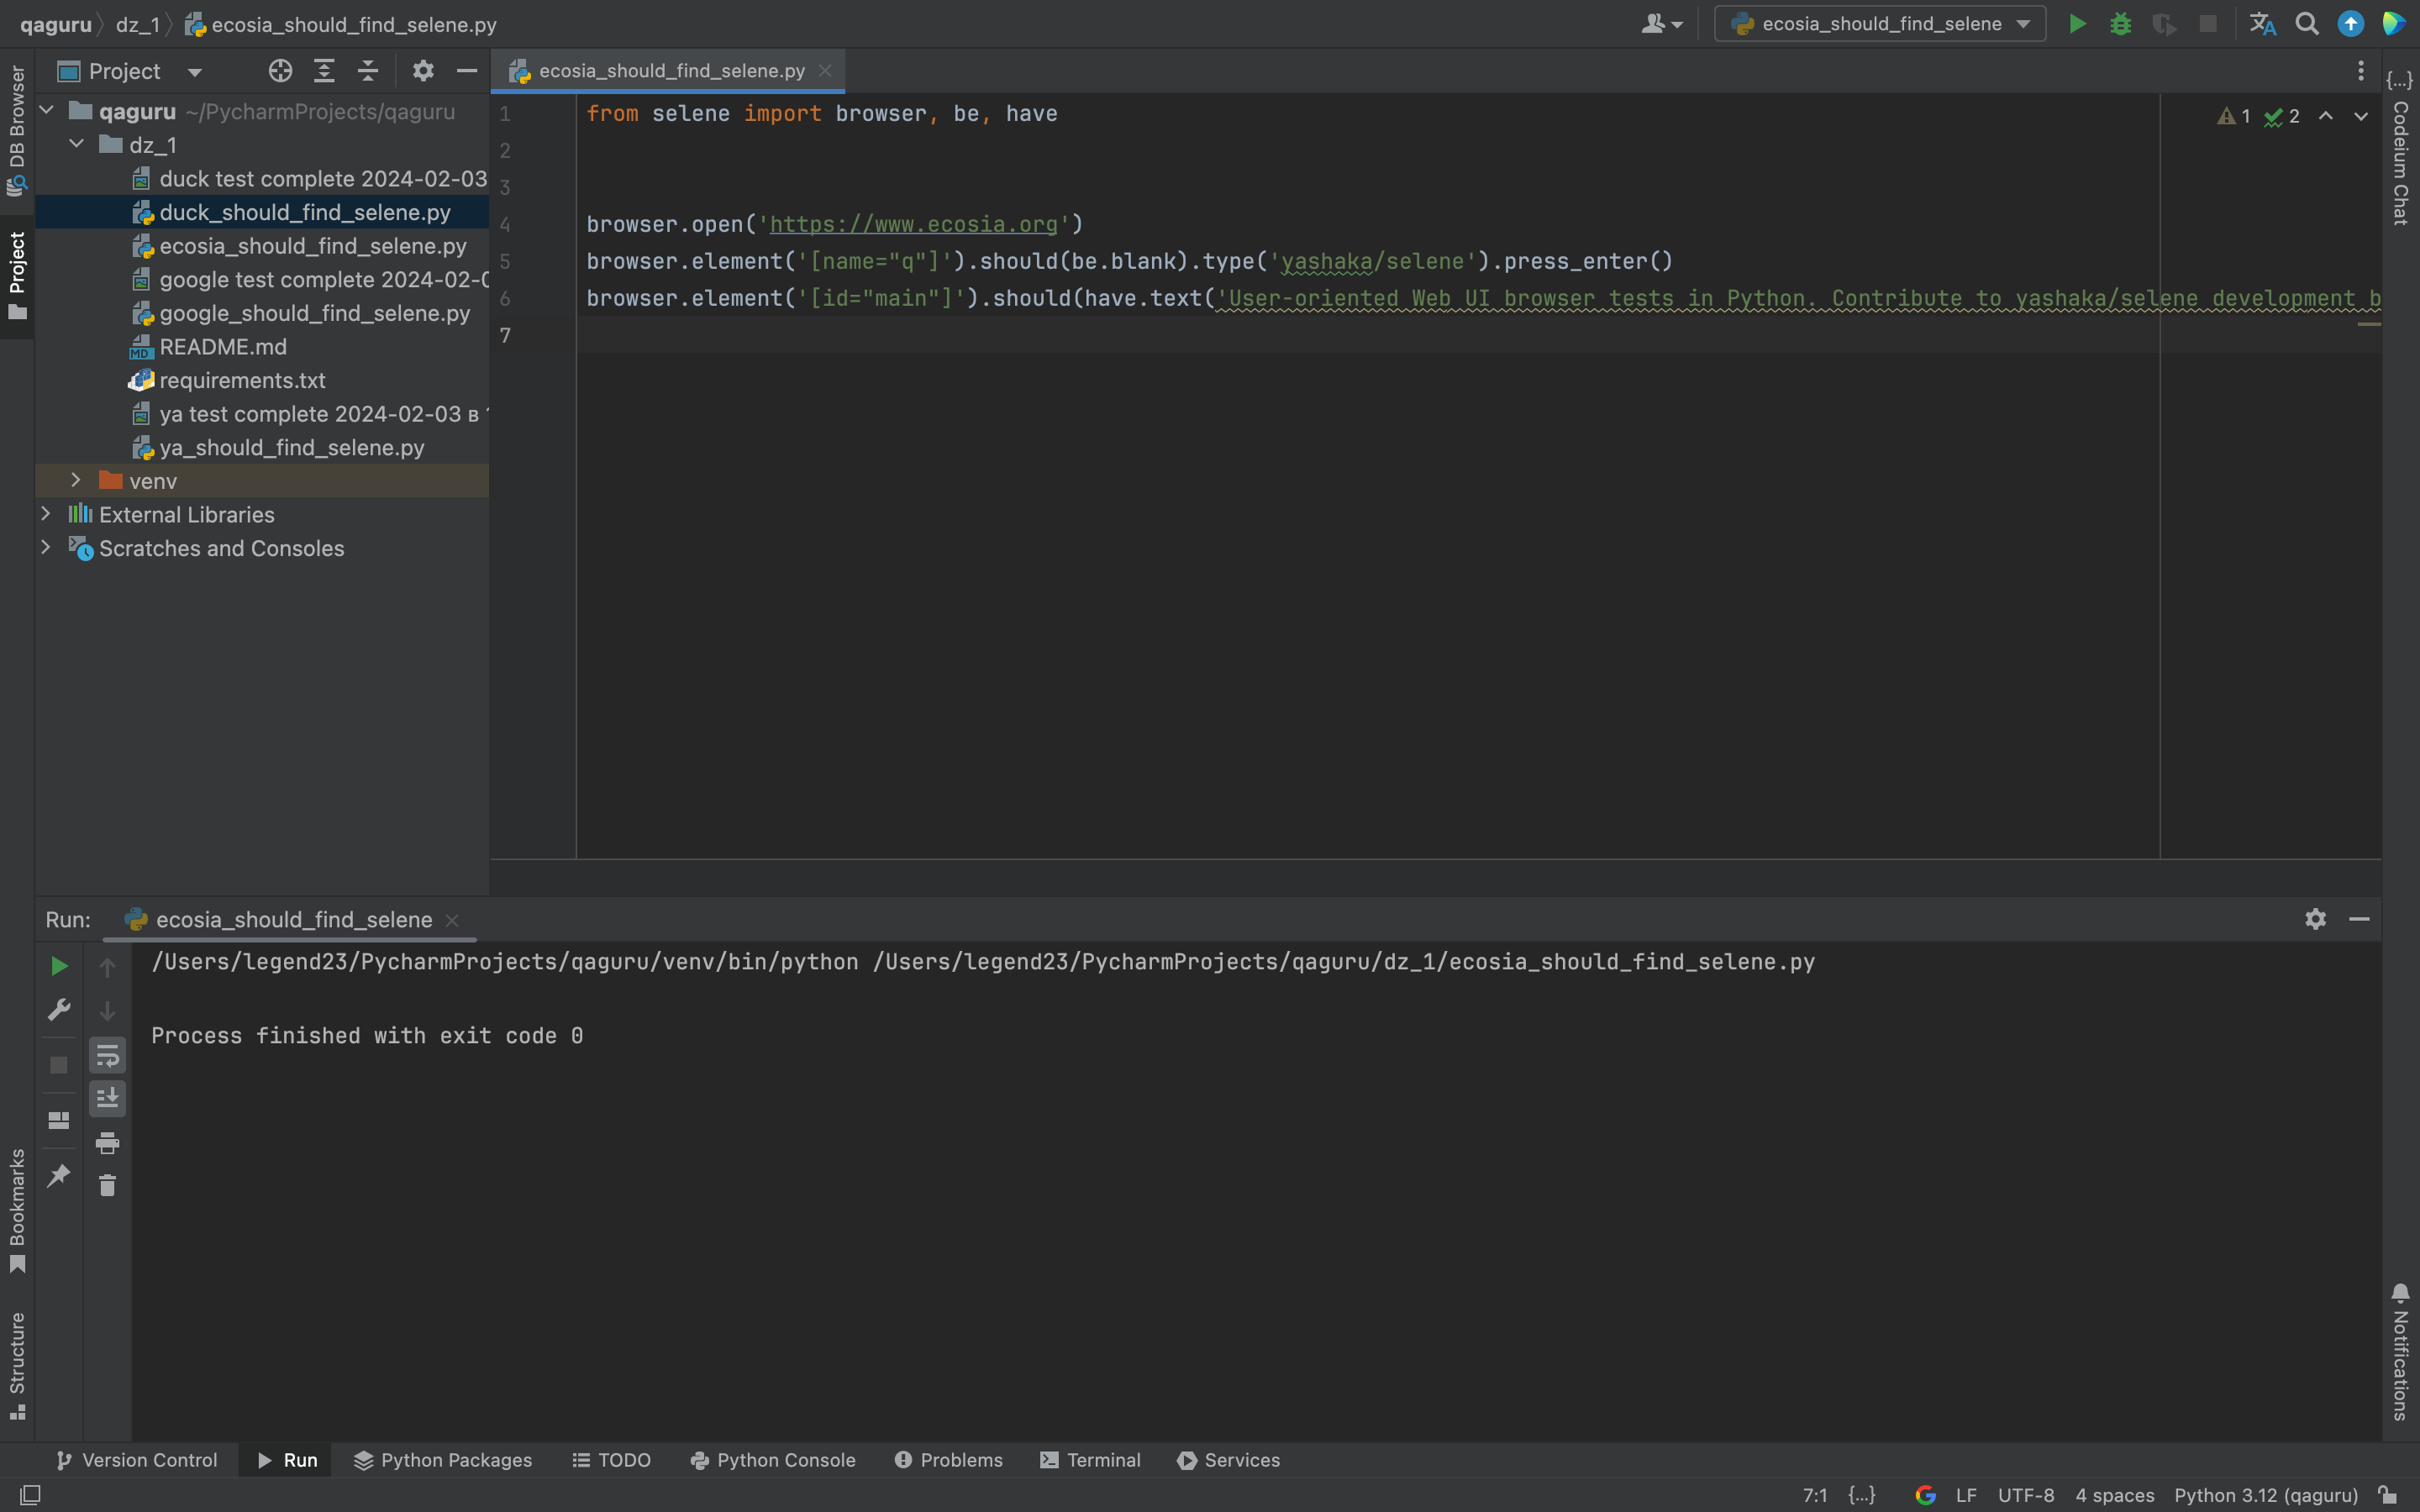 qaguru dz_1 ecosia_should_find_selene.py
ecosia_should_find_selene
Project
ecosia_should_find_selene.py
DB Browser
Project
Bookmarks
Structure
qaguru ~/PycharmProjects/qaguru
dz_1
duck test complete 2024-02-03
duck_should_find_selene.py
ecosia_should_find_selene.py
google test complete 2024-02-0
google_should_find_selene.py
README.md
requirements.txt
ya test complete 2024-02-03 в
ya_should_find_selene.py
venv
External Libraries
Scratches and Consoles
1 from selene import browser, be, have
2
3
4 browser.open('https://www.ecosia.org')
5 browser.element('[name="q"]').should(be.blank).type('yashaka/selene').press_enter()
6 browser.element('[id="main"]').should(have.text('User-oriented Web UI browser tests in Python. Contribute to yashaka/selene development b
7
1 2
{...} Codeium Chat
Notifications
Run: ecosia_should_find_selene
/Users/legend23/PycharmProjects/qaguru/venv/bin/python /Users/legend23/PycharmProjects/qaguru/dz_1/ecosia_should_find_selene.py
Process finished with exit code 0
Version Control Run Python Packages TODO Python Console Problems Terminal Services
7:1 {...} LF UTF-8 4 spaces Python 3.12 (qaguru)